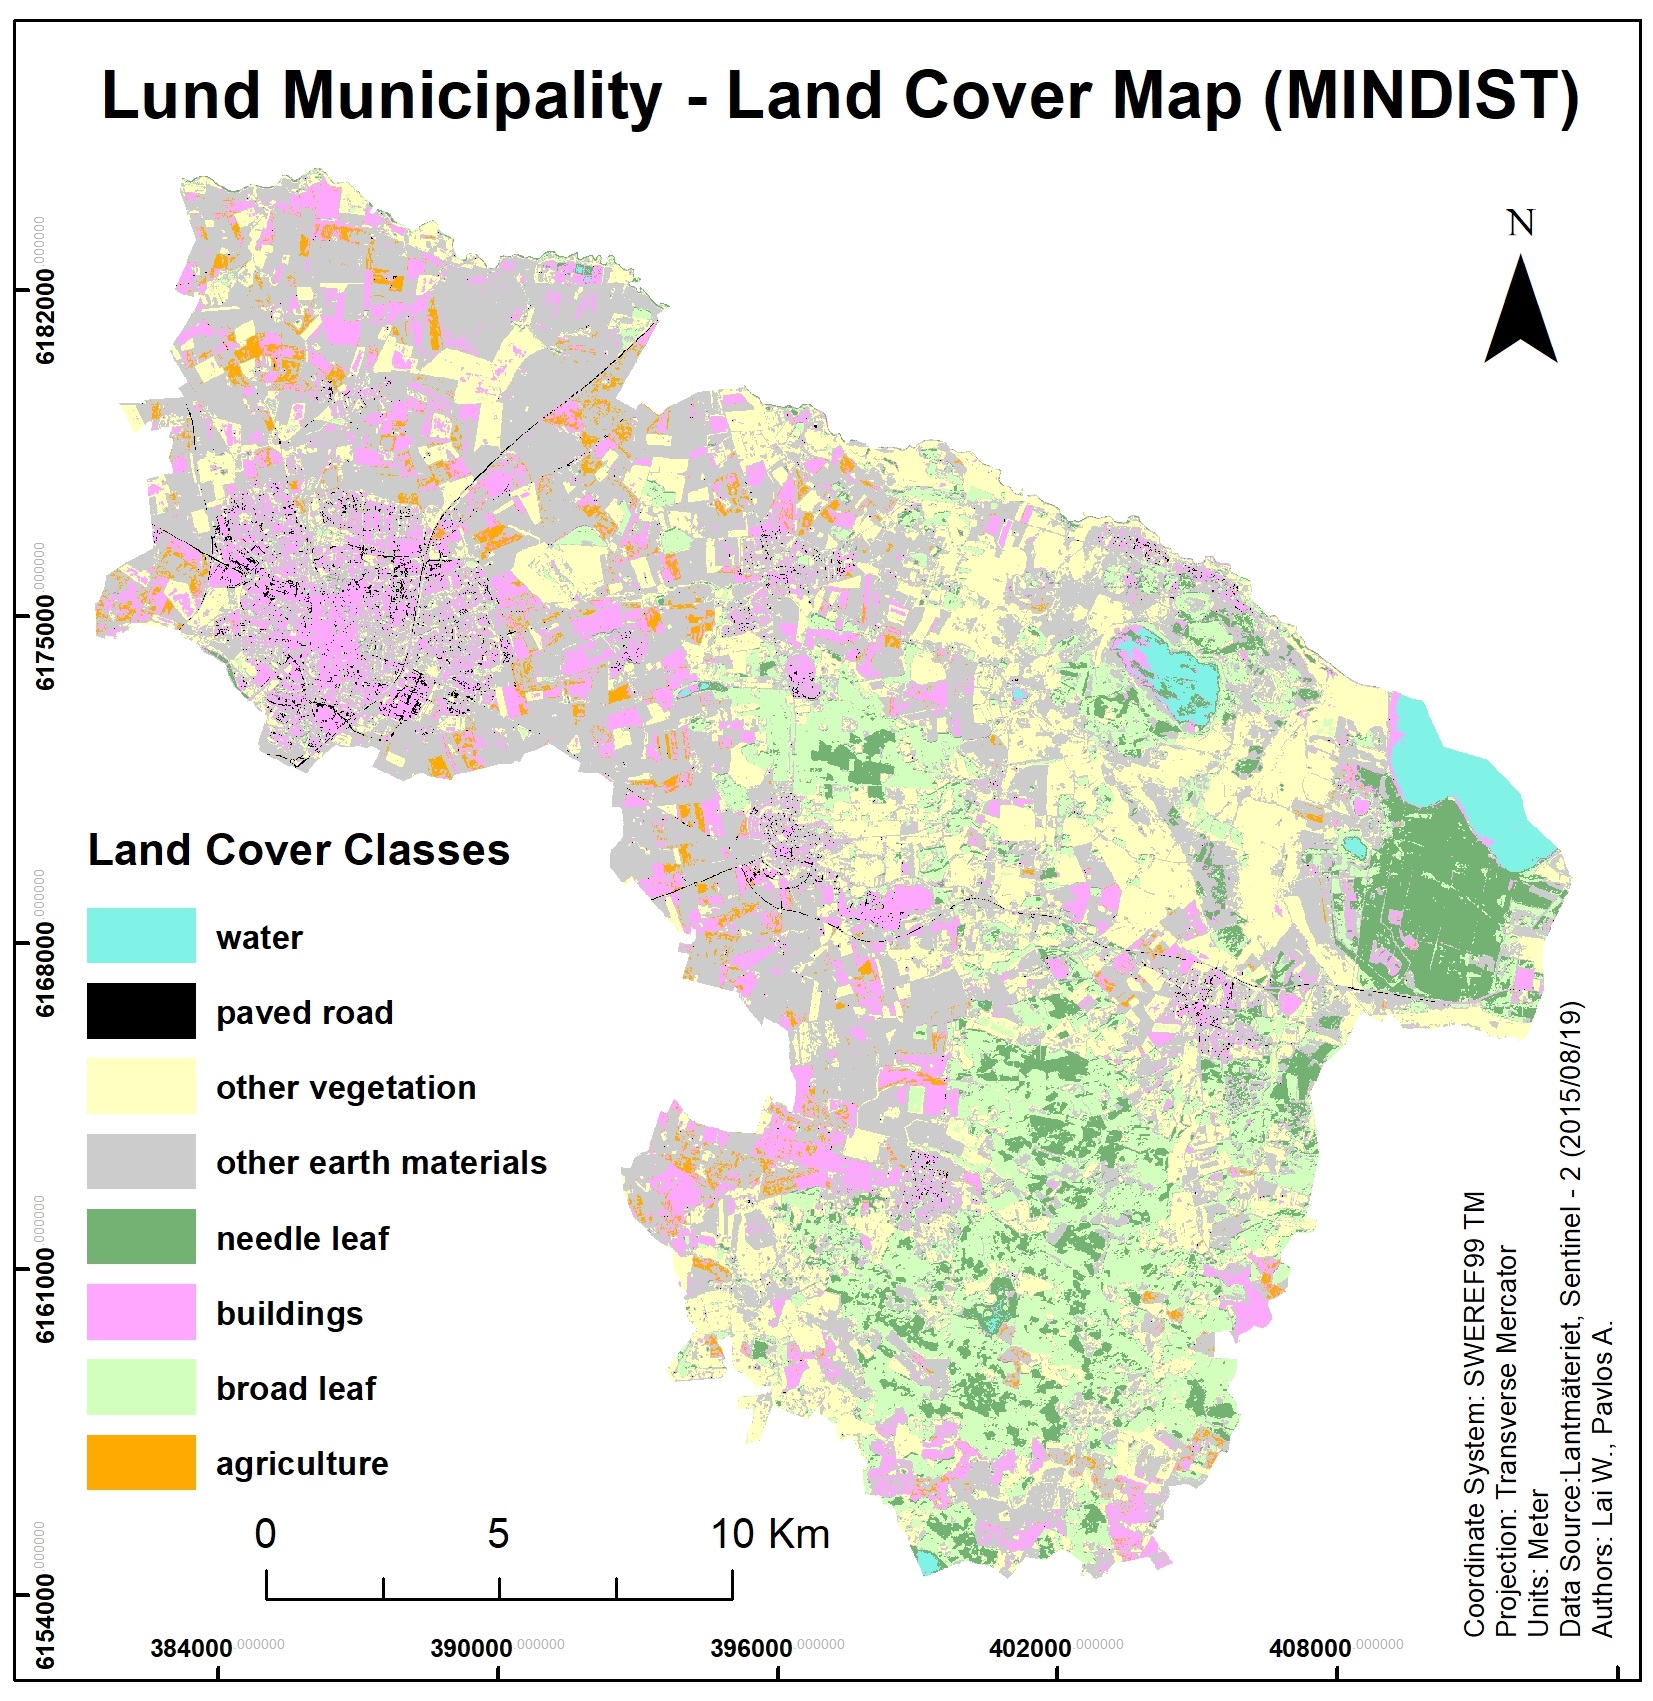 Lund Municipality - Land Cover Map (MINDIST)
N
6182000.000000
6175000.000000
6168000.000000
6161000.000000
6154000.000000
Land Cover Classes
water
paved road
other vegetation
other earth materials
needle leaf
buildings
broad leaf
agriculture
0 5 10 Km
384000.000000 390000.000000 396000.000000 402000.000000 408000.000000
Coordinate System: SWEREF99 TM
Projection: Transverse Mercator
Units: Meter
Data Source:Lantmäteriet, Sentinel - 2 (2015/08/19)
Authors: Lai W., Pavlos A.